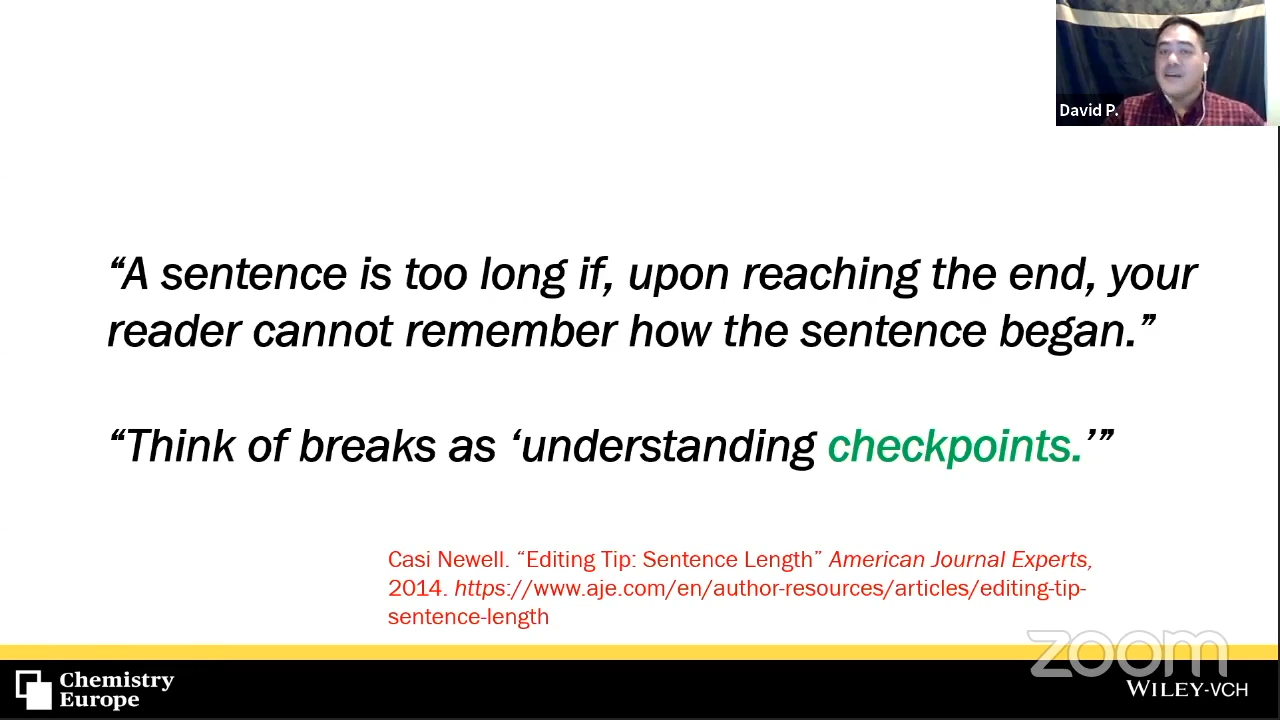 David P.
“A sentence is too long if, upon reaching the end, your
reader cannot remember how the sentence began.”
“Think of breaks as ‘understanding checkpoints.’”
Casi Newell. “Editing Tip: Sentence Length” American Journal Experts,
2014. https://www.aje.com/en/author-resources/articles/editing-tip-
sentence-length
zoom
Chemistry
Europe
WILEY-VCH